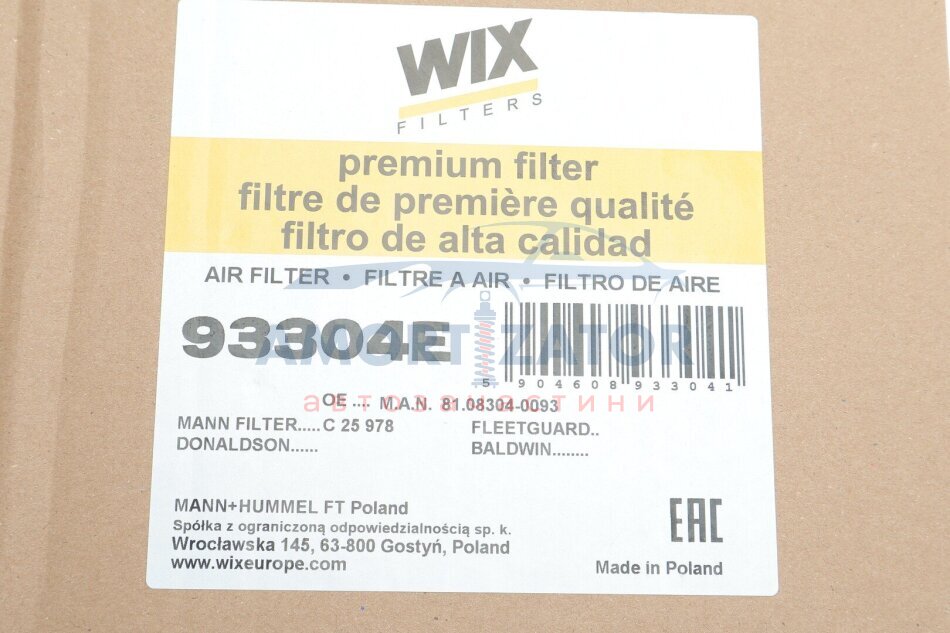 WIX
FILTERS
premium filter
filtre de première qualité
filtro de alta calidad
AIR FILTER • FILTRE A AIR • FILTRO DE AIRE
93304E
AMORTIZATOR
5 904608 933041
OE .... M.A.N. 81.08304-0093
автозапчастини
MANN FILTER.....C 25 978
FLEETGUARD..
DONALDSON......
BALDWIN........
MANN+HUMMEL FT Poland
Spółka z ograniczoną odpowiedzialnością sp. k.
Wrocławska 145, 63-800 Gostyń, Poland
www.wixeurope.com
EAC
Made in Poland